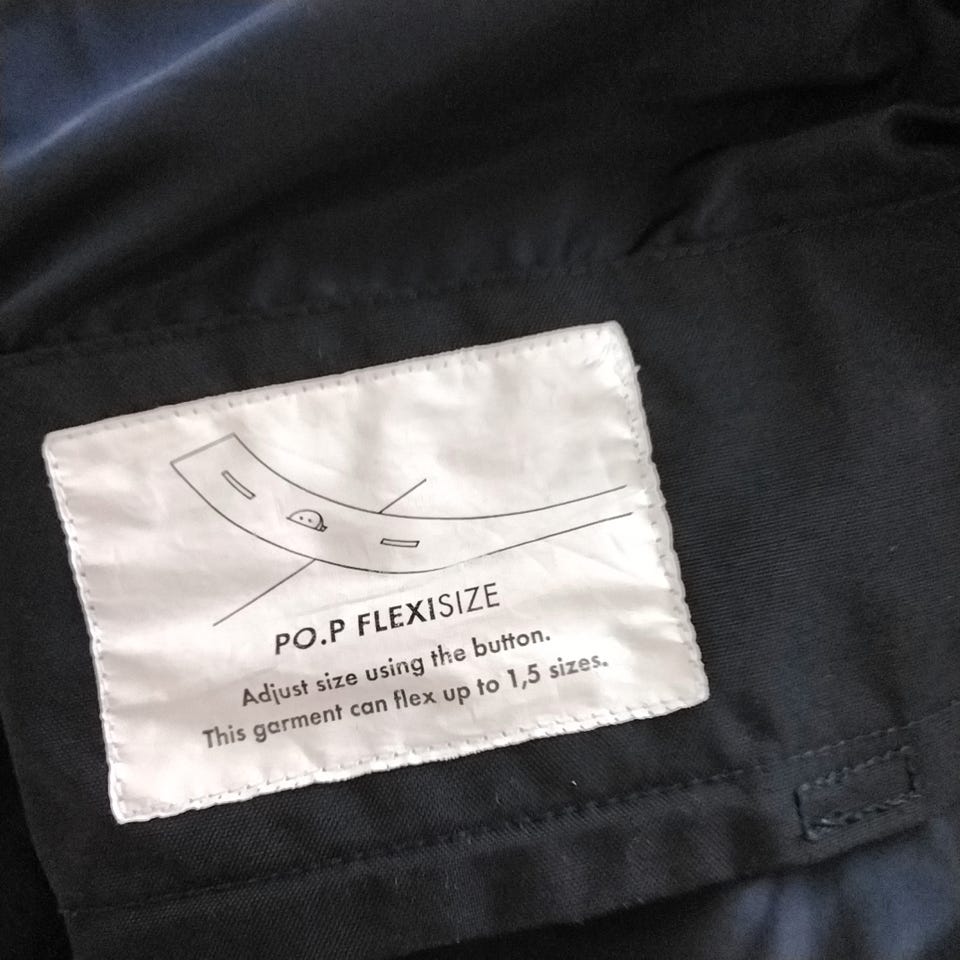 PO.P FLEXISIZE
Adjust size using the button.
This garment can flex up to 1,5 sizes.